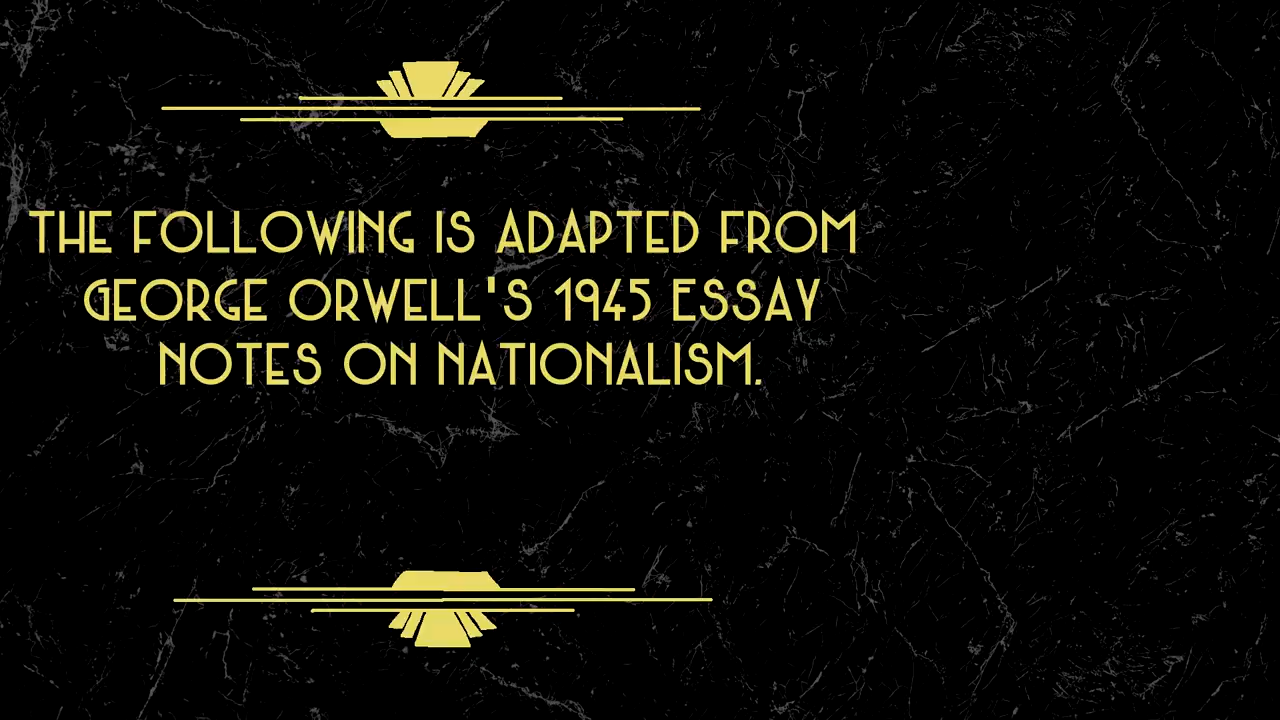 THE FOLLOWING IS ADAPTED FROM
GEORGE ORWELL'S 1945 ESSAY
NOTES ON NATIONALISM.